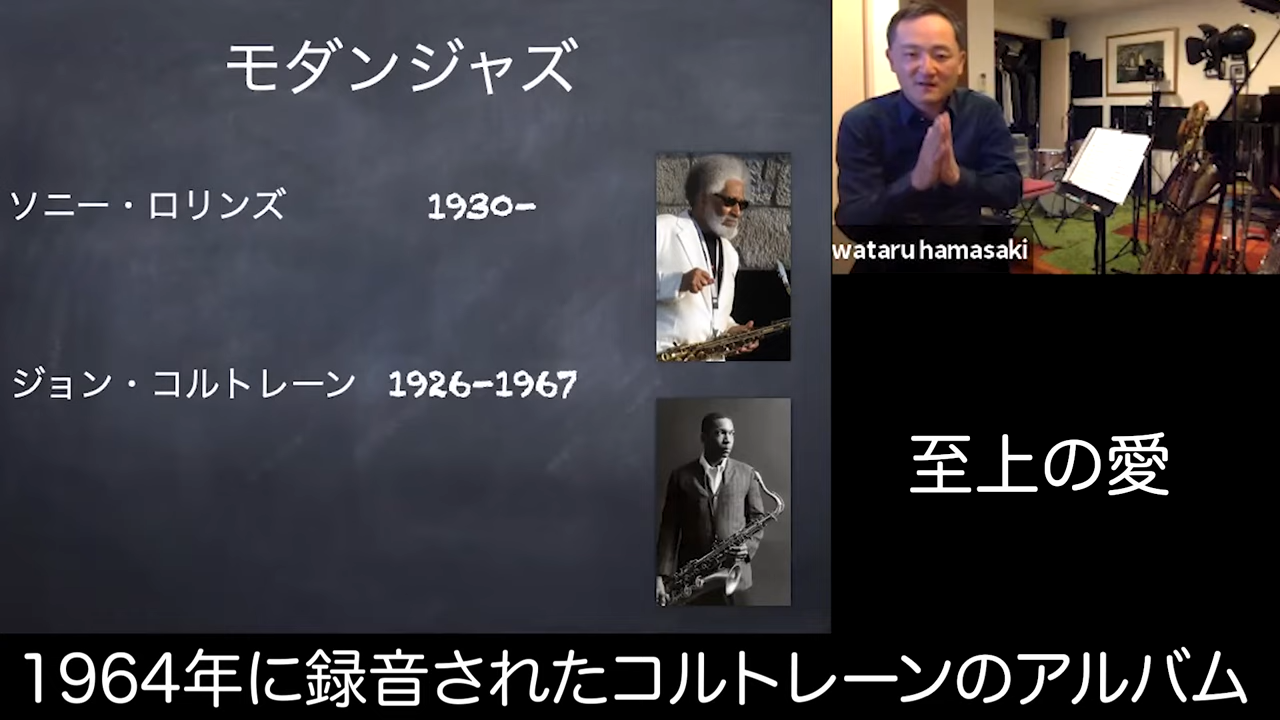 モダンジャズ
ソニー・ロリンズ 1930-
ジョン・コルトレーン 1926-1967
wataru hamasaki
至上の愛
1964年に録音されたコルトレーンのアルバム